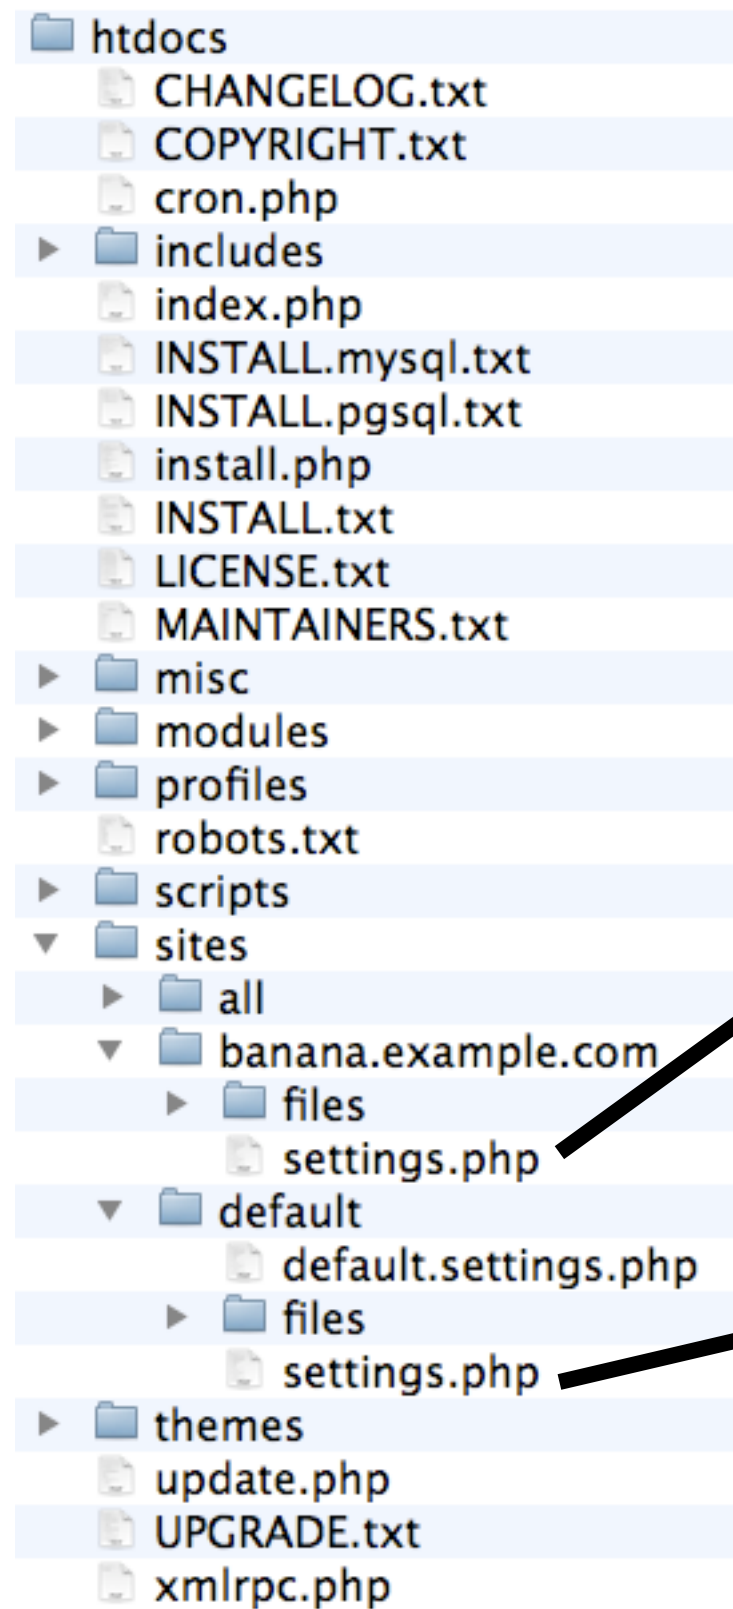 htdocs
CHANGELOG.txt
COPYRIGHT.txt
cron.php
includes
index.php
INSTALL.mysql.txt
INSTALL.pgsql.txt
install.php
INSTALL.txt
LICENSE.txt
MAINTAINERS.txt
misc
modules
profiles
robots.txt
scripts
sites
all
banana.example.com
files
settings.php
default
default.settings.php
files
settings.php
themes
update.php
UPGRADE.txt
xmlrpc.php